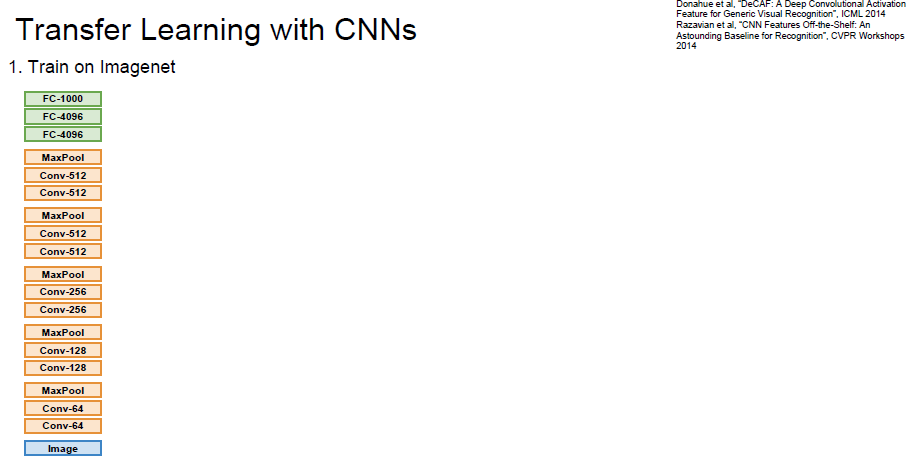 Transfer Learning with CNNs
Donahue et al, “DeCAF: A Deep Convolutional Activation
Feature for Generic Visual Recognition”, ICML 2014
Razavian et al, “CNN Features Off-the-Shelf: An
Astounding Baseline for Recognition”, CVPR Workshops
2014
1. Train on Imagenet
FC-1000
FC-4096
FC-4096
MaxPool
Conv-512
Conv-512
MaxPool
Conv-512
Conv-512
MaxPool
Conv-256
Conv-256
MaxPool
Conv-128
Conv-128
MaxPool
Conv-64
Conv-64
Image